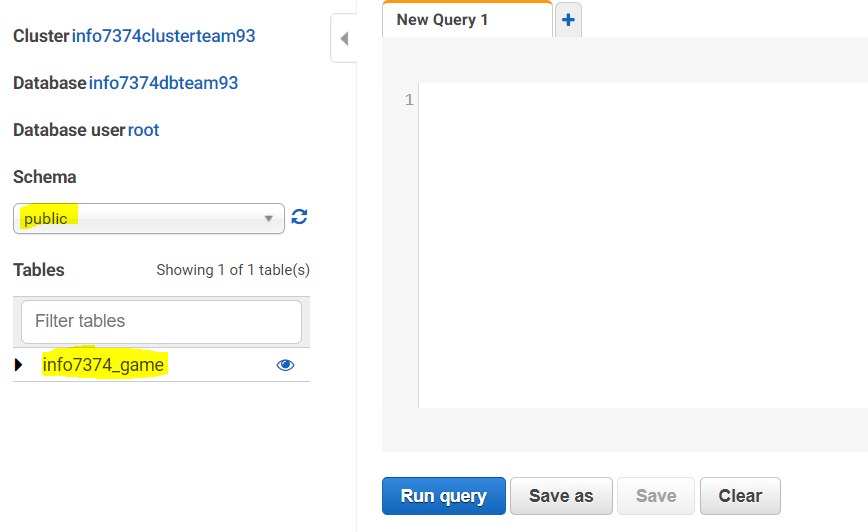 Cluster info7374clusterteam93
Database info7374dbteam93
Database user root
Schema
public
Tables Showing 1 of 1 table(s)
Filter tables
info7374_game
New Query 1 +
1
Run query Save as Save Clear